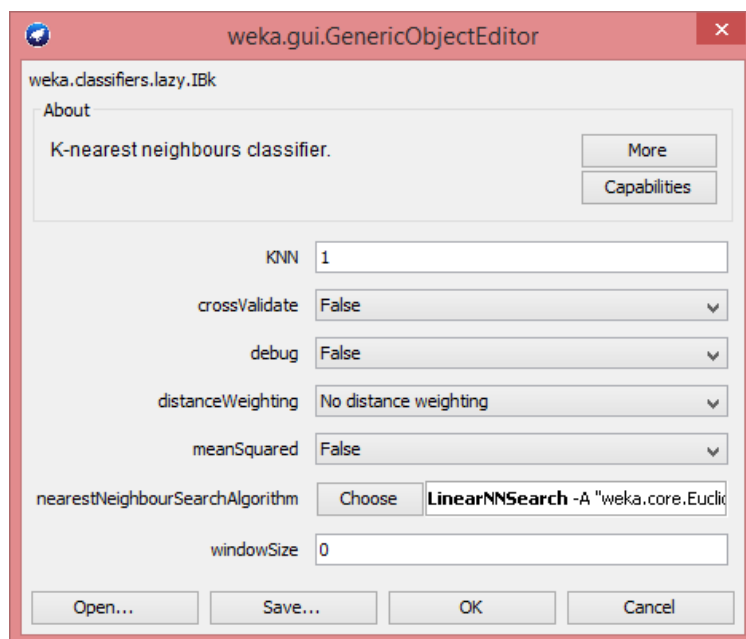 weka.gui.GenericObjectEditor
weka.classifiers.lazy.IBk
About
K-nearest neighbours classifier.
More
Capabilities
KNN 1
crossValidate False
debug False
distanceWeighting No distance weighting
meanSquared False
nearestNeighbourSearchAlgorithm Choose LinearNNSearch -A "weka.core.Euclid
windowSize 0
Open... Save... OK Cancel